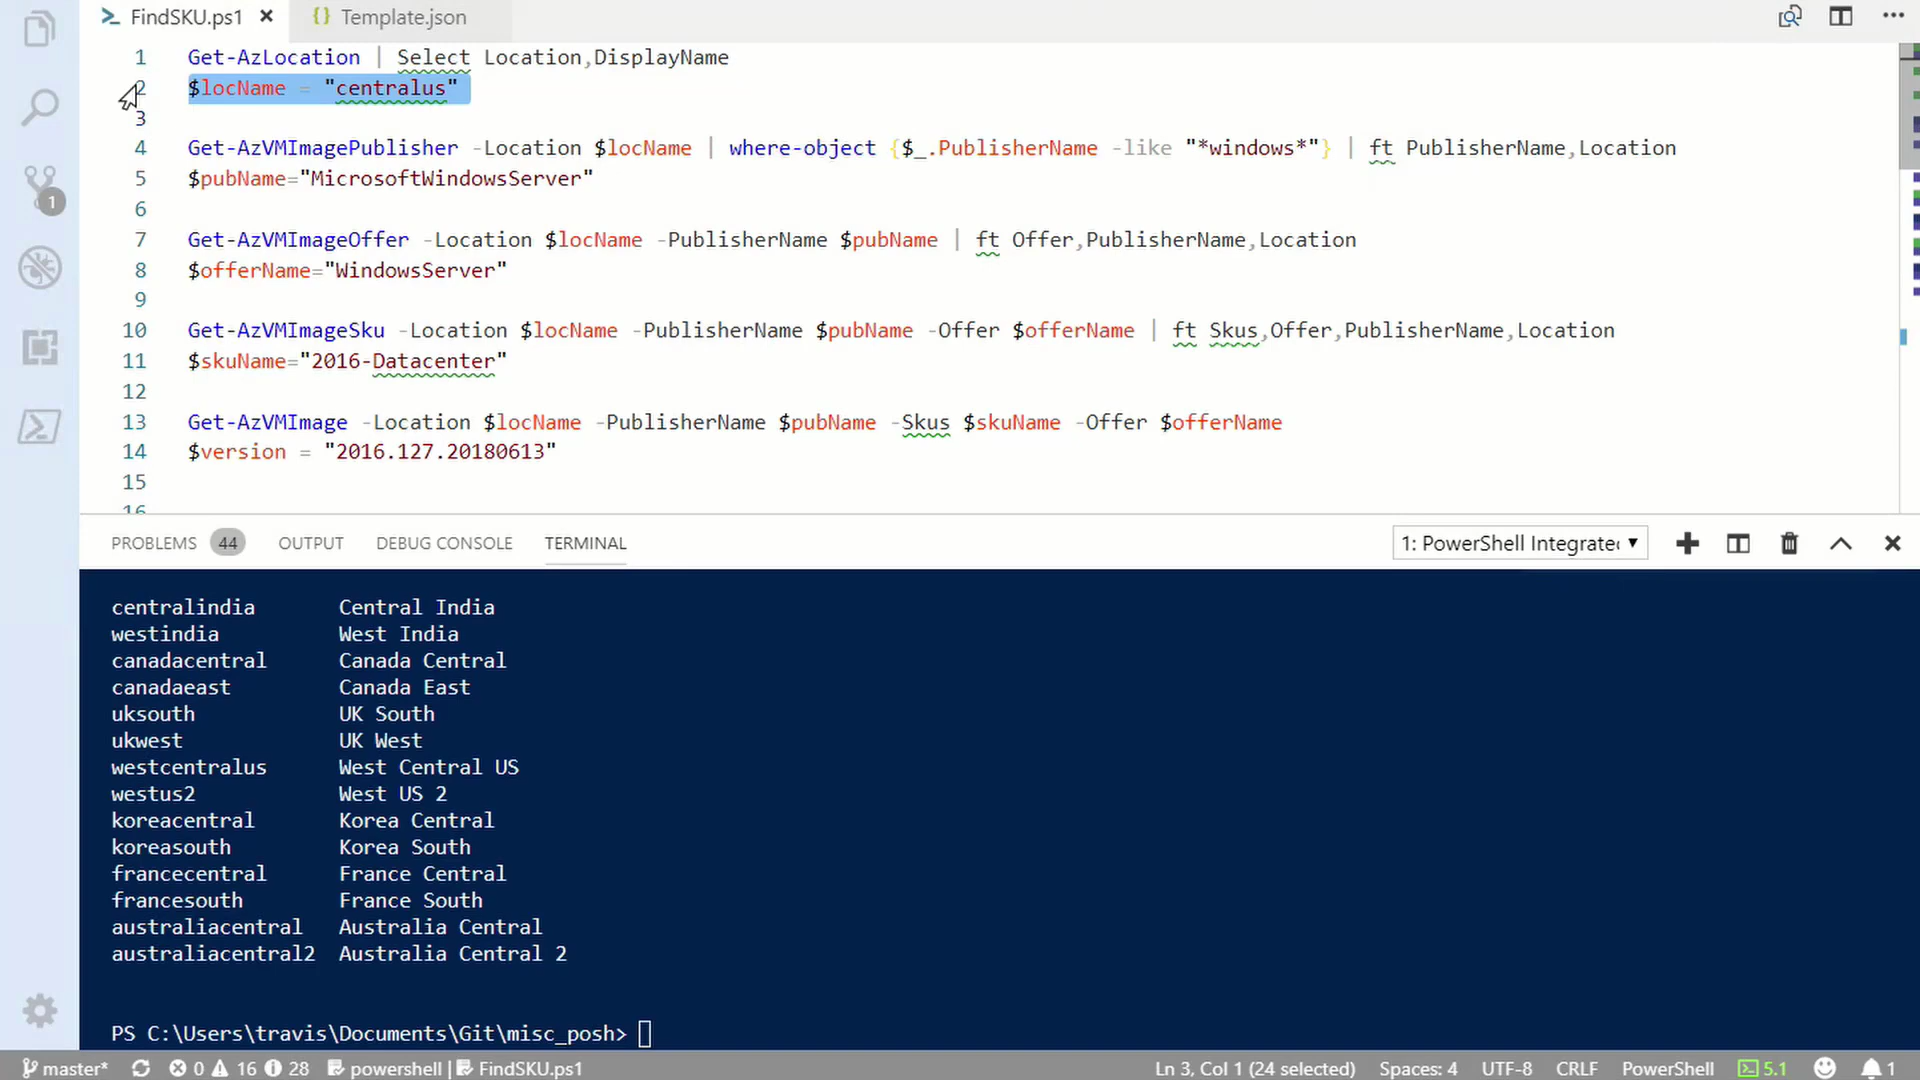 FindSKU.ps1
{} Template.json
1 Get-AzLocation | Select Location,DisplayName
2 $locName = "centralus"
3
4 Get-AzVMImagePublisher -Location $locName | where-object {$_.PublisherName -like "*windows*"} | ft PublisherName,Location
5 $pubName="MicrosoftWindowsServer"
6
7 Get-AzVMImageOffer -Location $locName -PublisherName $pubName | ft Offer,PublisherName,Location
8 $offerName="WindowsServer"
9
10 Get-AzVMImageSku -Location $locName -PublisherName $pubName -Offer $offerName | ft Skus,Offer,PublisherName,Location
11 $skuName="2016-Datacenter"
12
13 Get-AzVMImage -Location $locName -PublisherName $pubName -Skus $skuName -Offer $offerName
14 $version = "2016.127.20180613"
15
16
1
PROBLEMS 44 OUTPUT DEBUG CONSOLE TERMINAL 1: PowerShell Integrate
centralindia Central India
westindia West India
canadacentral Canada Central
canadaeast Canada East
uksouth UK South
ukwest UK West
westcentralus West Central US
westus2 West US 2
koreacentral Korea Central
koreasouth Korea South
francecentral France Central
francesouth France South
australiacentral Australia Central
australiacentral2 Australia Central 2
PS C:\Users\travis\Documents\Git\misc_posh>
master* 0 16 28 powershell | FindSKU.ps1 Ln 3, Col 1 (24 selected) Spaces: 4 UTF-8 CRLF PowerShell 5.1 1